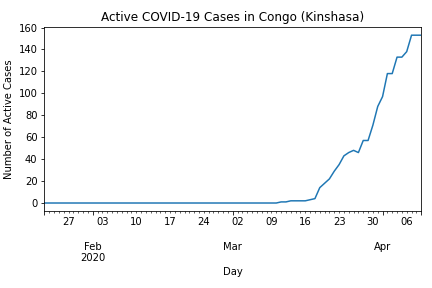 Active COVID-19 Cases in Congo (Kinshasa)
160
140
120
100
80
60
40
20
0
Number of Active Cases
27 03 10 17 24 02 09 16 23 30 06
Feb Mar Apr
2020
Day